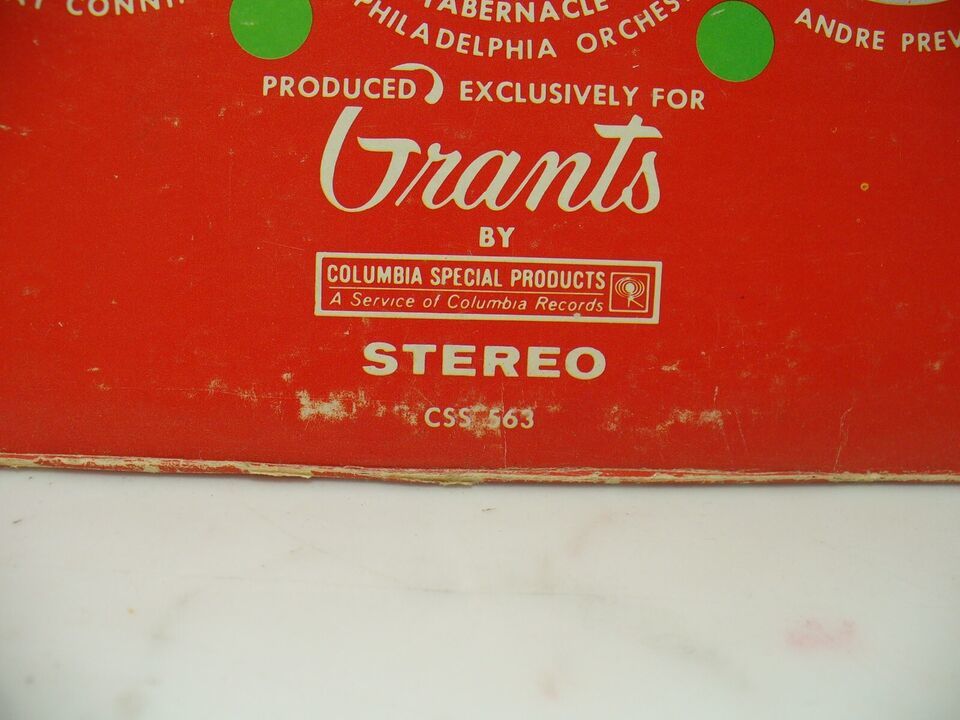 CONNI
TABERNACLE
PHILADELPHIA ORCHES
ANDRE PREV
PRODUCED EXCLUSIVELY FOR
Grants
BY
COLUMBIA SPECIAL PRODUCTS
A Service of Columbia Records
STEREO
CSS 563